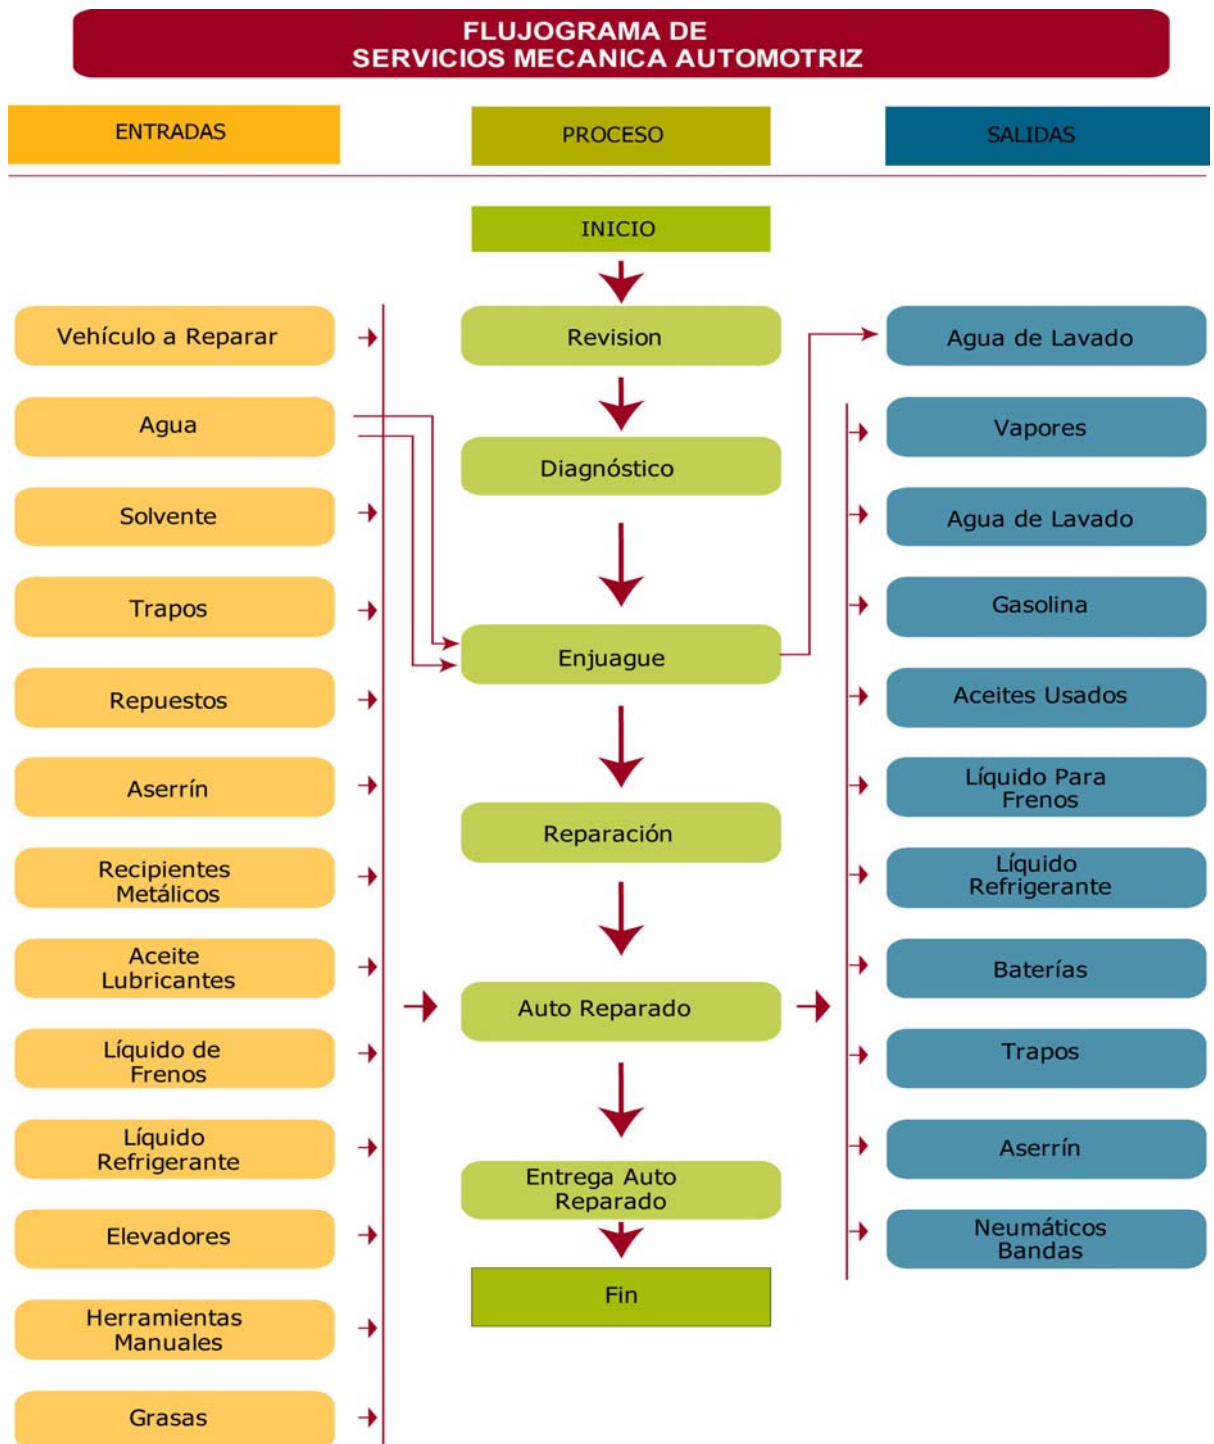 FLUJOGRAMA DE
SERVICIOS MECANICA AUTOMOTRIZ
ENTRADAS
PROCESO
SALIDAS
INICIO
Vehículo a Reparar
Revision
Agua de Lavado
Agua
Diagnóstico
Vapores
Solvente
Agua de Lavado
Trapos
Enjuague
Gasolina
Repuestos
Aceites Usados
Aserrín
Reparación
Líquido Para
Frenos
Recipientes
Metálicos
Líquido
Refrigerante
Aceite
Lubricantes
Auto Reparado
Baterías
Líquido de
Frenos
Trapos
Líquido
Refrigerante
Entrega Auto
Reparado
Aserrín
Elevadores
Neumáticos
Bandas
Fin
Herramientas
Manuales
Grasas